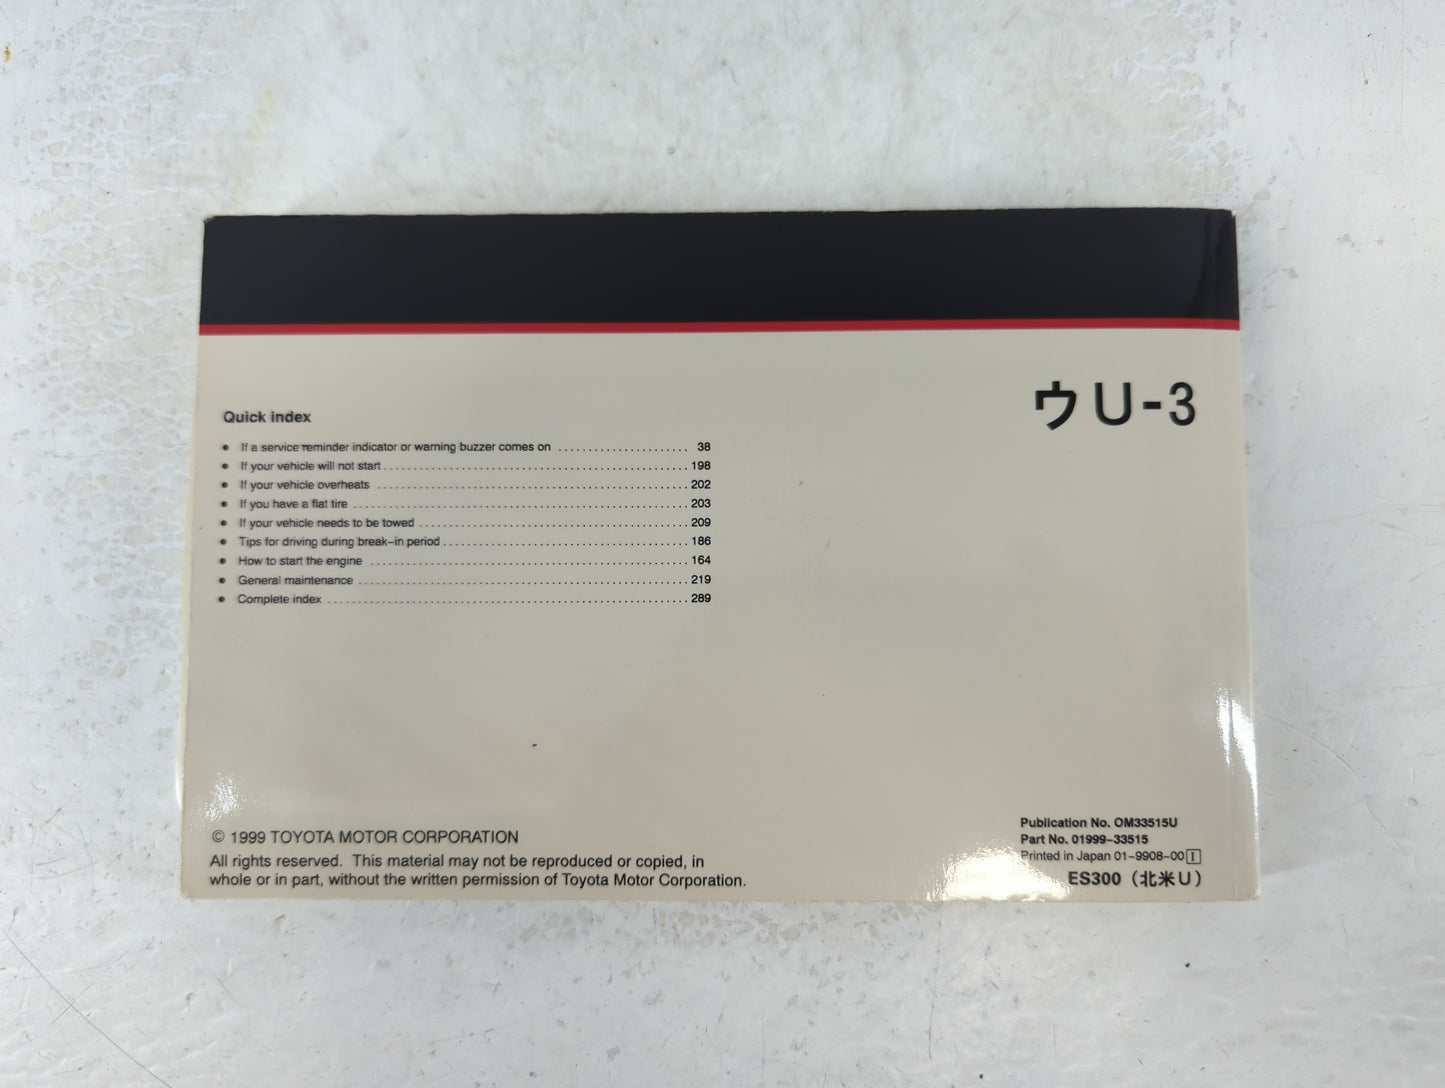 ウU-3
Quick index
● If a service reminder indicator or warning buzzer comes on ........................ 38
● If your vehicle will not start ........................ 198
● If your vehicle overheats ........................ 202
● If you have a flat tire ........................ 203
● If your vehicle needs to be towed ........................ 209
● Tips for driving during break–in period ........................ 186
● How to start the engine ........................ 164
● General maintenance ........................ 219
● Complete index ........................ 289
© 1999 TOYOTA MOTOR CORPORATION
All rights reserved. This material may not be reproduced or copied, in
whole or in part, without the written permission of Toyota Motor Corporation.
Publication No. OM33515U
Part No. 01999–33515
Printed in Japan 01–9908–00 I
ES300（北米U）